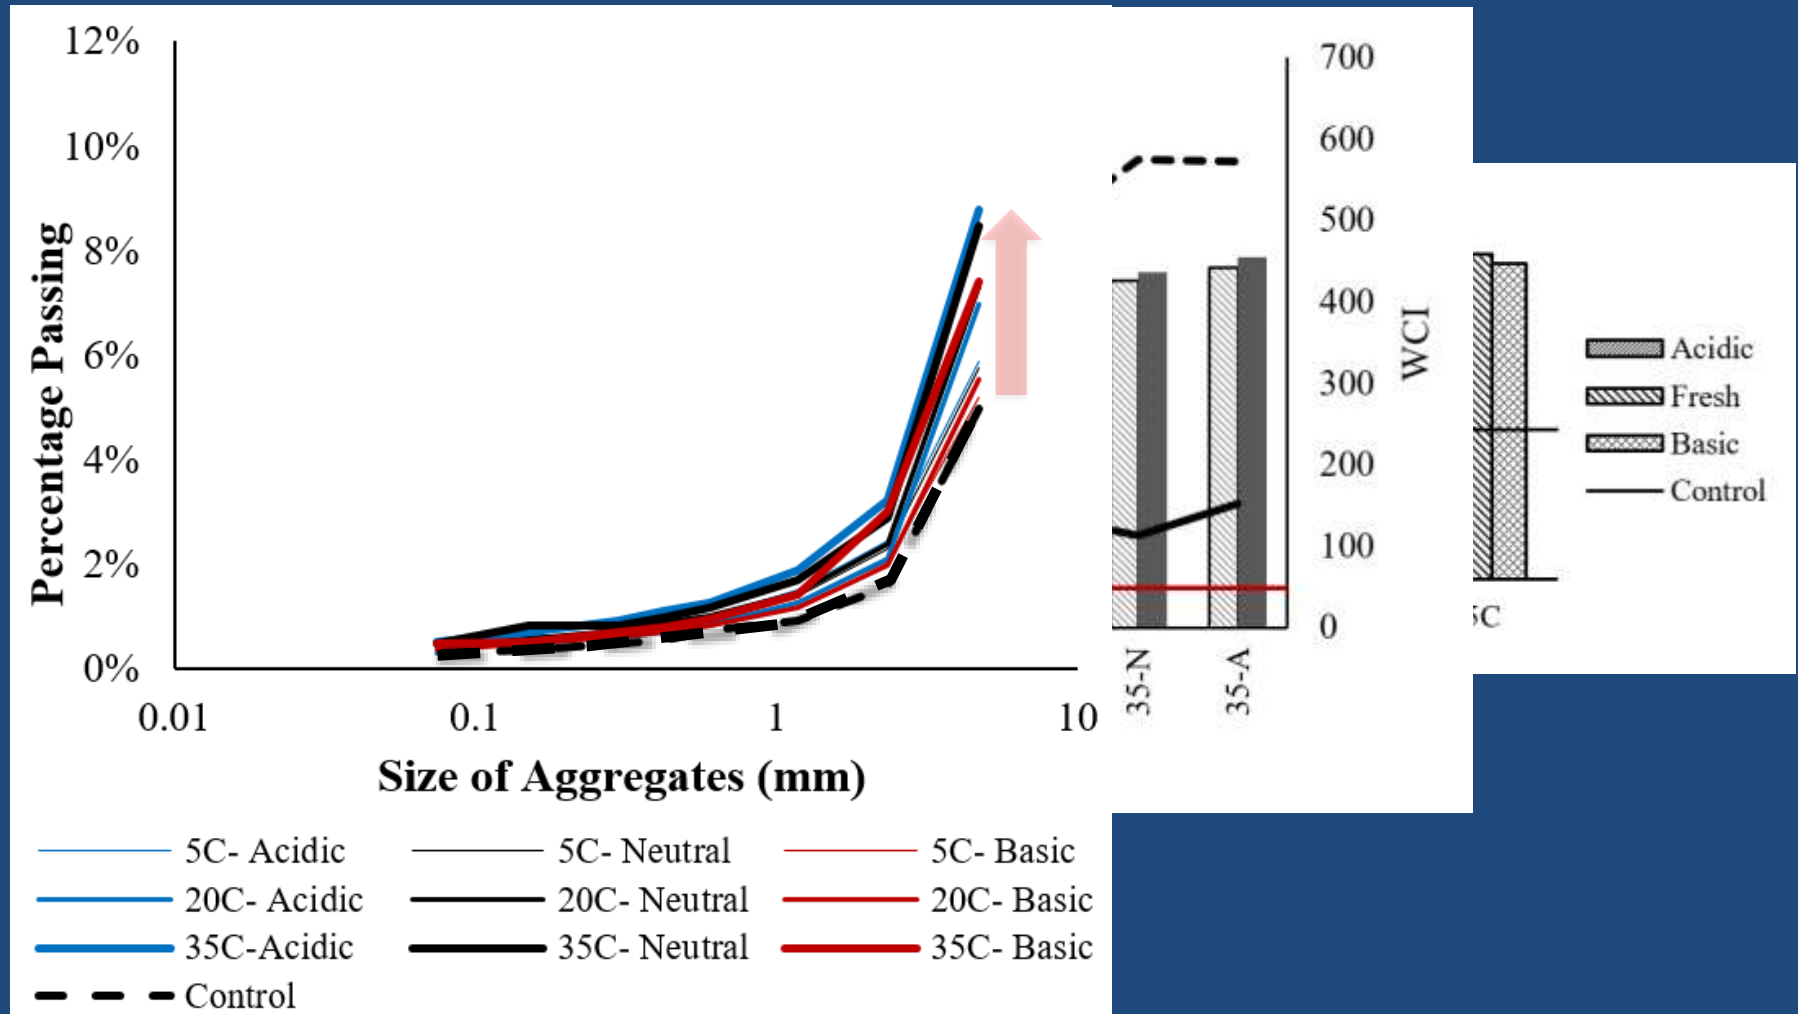 12%
10%
8%
6%
4%
2%
0%
Percentage Passing
0.01 0.1 1 10
Size of Aggregates (mm)
5C- Acidic 5C- Neutral 5C- Basic
20C- Acidic 20C- Neutral 20C- Basic
35C-Acidic 35C- Neutral 35C- Basic
Control
700
600
500
400
300
200
100
0
WCI
35-N 35-A
5C
Acidic
Fresh
Basic
Control